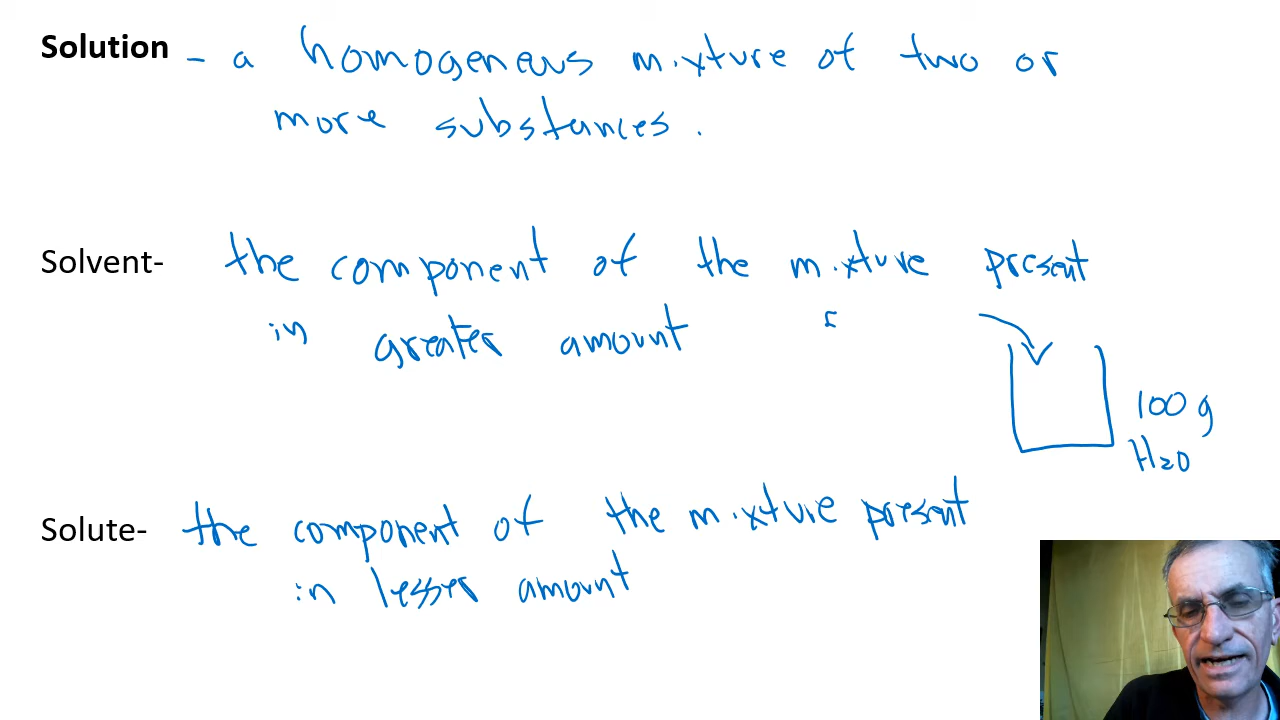 Solution - a homogeneous mixture of two or
more substances.
Solvent- the component of the mixture present
in greater amount
100 g
H2O
Solute- the component of the mixture present
in lesser amount